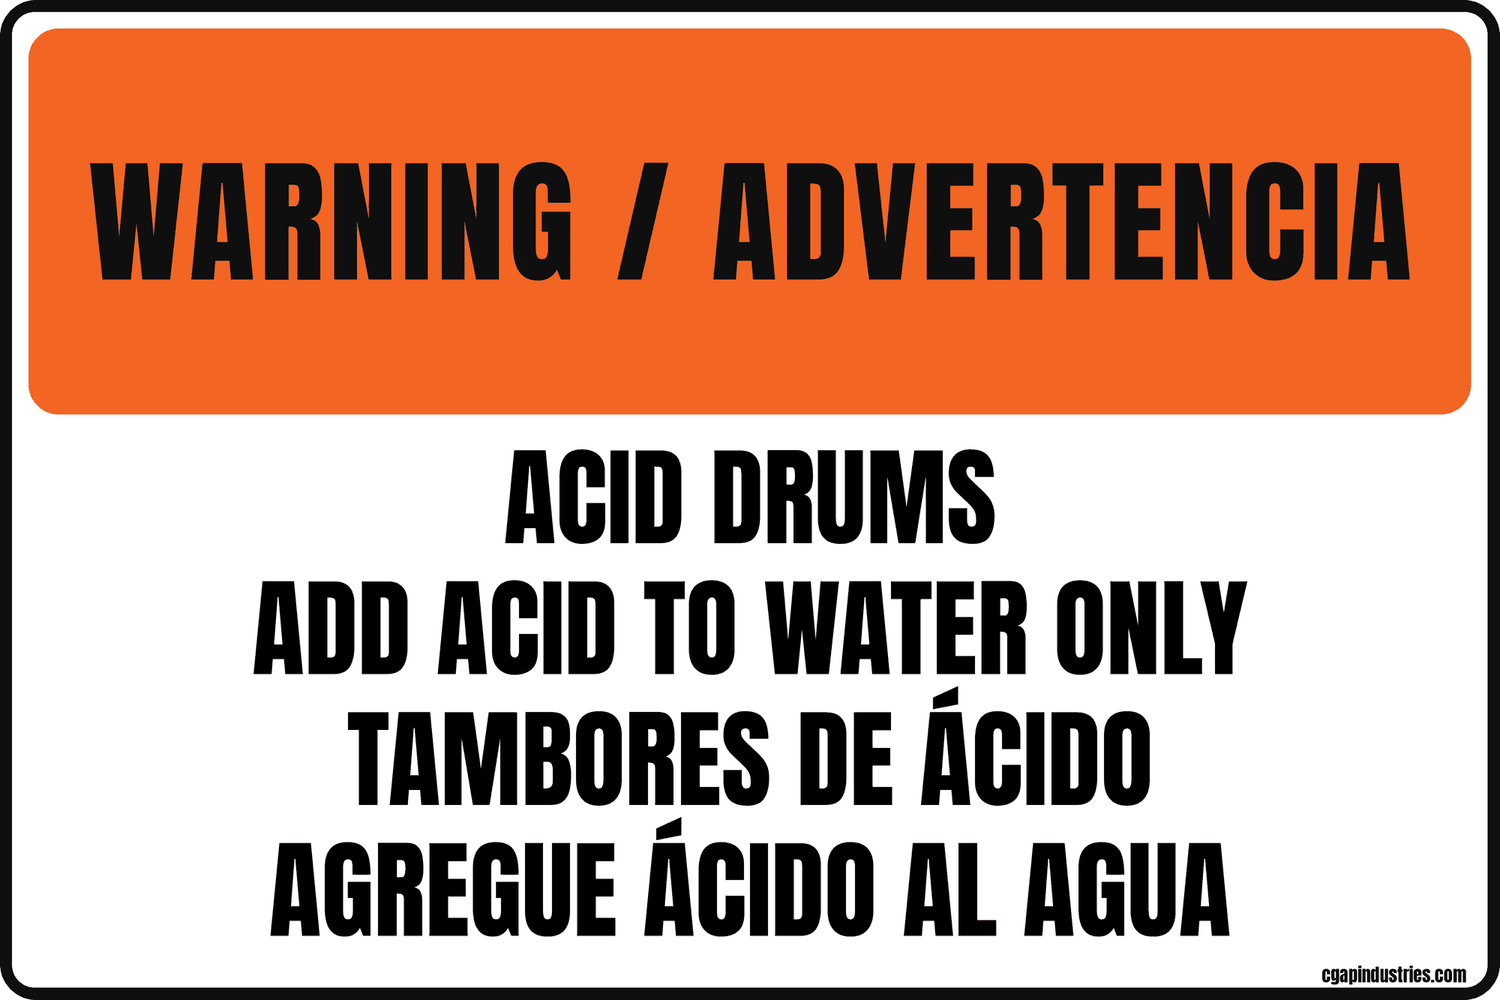 WARNING / ADVERTENCIA
ACID DRUMS
ADD ACID TO WATER ONLY
TAMBORES DE ÁCIDO
AGREGUE ÁCIDO AL AGUA
cgapindustries.com